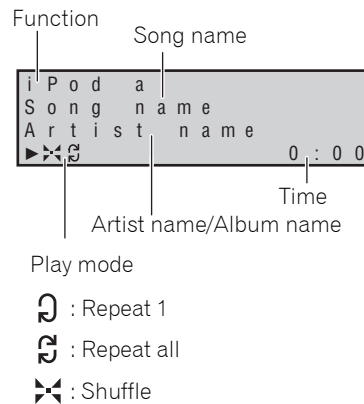 Function
Song name
iPod a
Song name
Artist name
0:00
Time
Artist name/Album name
Play mode
: Repeat 1
: Repeat all
: Shuffle